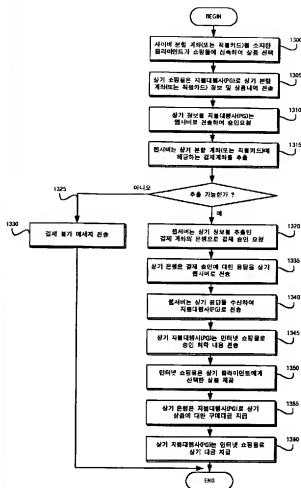 BEGIN
1300
사이버 분할 계좌(또는 직불카드)를 소지한
클라이언트가 쇼핑몰에 접속하여 상품 선택
1305
상기 쇼핑몰은 지불대행사(PG)로 상기 분할
계좌(또는 직불카드) 정보 및 상품내역 전송
1310
상기 정보를 지불대행사(PG)는
웹서버로 전송하여 승인요청
1315
웹서버는 상기 분할 계좌(또는 직불카드)에
해당하는 결제계좌를 추출
1325
아니오
추출 가능한가 ?
예
1330
결제 불가 메세지 전송
1320
웹서버는 상기 정보를 추출된
결제 계좌의 은행으로 결제 승인 요청
1335
상기 은행은 결제 승인에 대한 응답을 상기
웹서버로 전송
1340
웹서버는 상기 응답을 수신하여
지불대행사(PG)로 전송
1345
상기 지불대행사(PG)는 인터넷 쇼핑몰로
승인 허락 내용 전송
1350
인터넷 쇼핑몰은 상기 클라이언트에게
선택한 상품 제공
1355
상기 은행은 지불대행사(PG)로 상기
상품에 대한 구매대금 지급
1360
상기 지불대행사(PG)는 인터넷 쇼핑몰로
상기 대금 지급
END